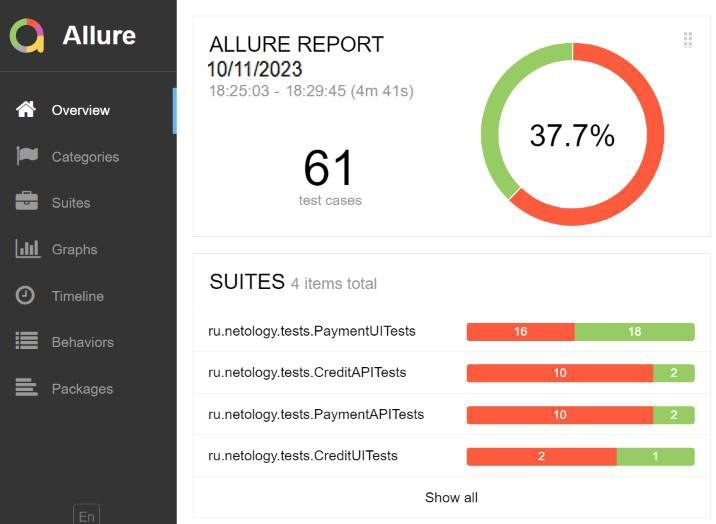 Allure
Overview
Categories
Suites
Graphs
Timeline
Behaviors
Packages
En
ALLURE REPORT
10/11/2023
18:25:03 - 18:29:45 (4m 41s)
61
test cases
37.7%
SUITES 4 items total
ru.netology.tests.PaymentUITests 16 18
ru.netology.tests.CreditAPITests 10 2
ru.netology.tests.PaymentAPITests 10 2
ru.netology.tests.CreditUITests 2 1
Show all